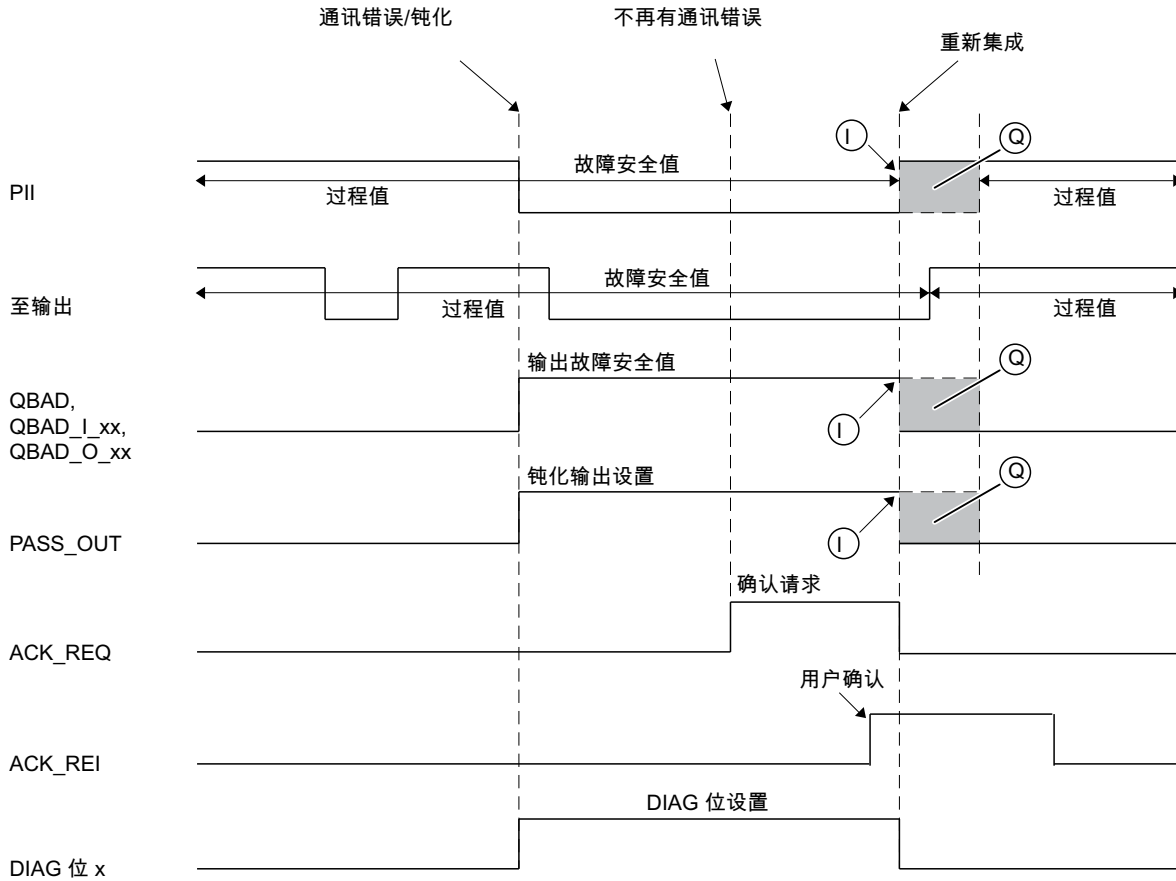 通讯错误/钝化
不再有通讯错误
重新集成
I
Q
PII
故障安全值
过程值
过程值
至输出
故障安全值
过程值
过程值
输出故障安全值
Q
QBAD,
QBAD_I_xx,
QBAD_O_xx
I
钝化输出设置
Q
PASS_OUT
I
确认请求
ACK_REQ
用户确认
ACK_REI
DIAG 位设置
DIAG 位 x